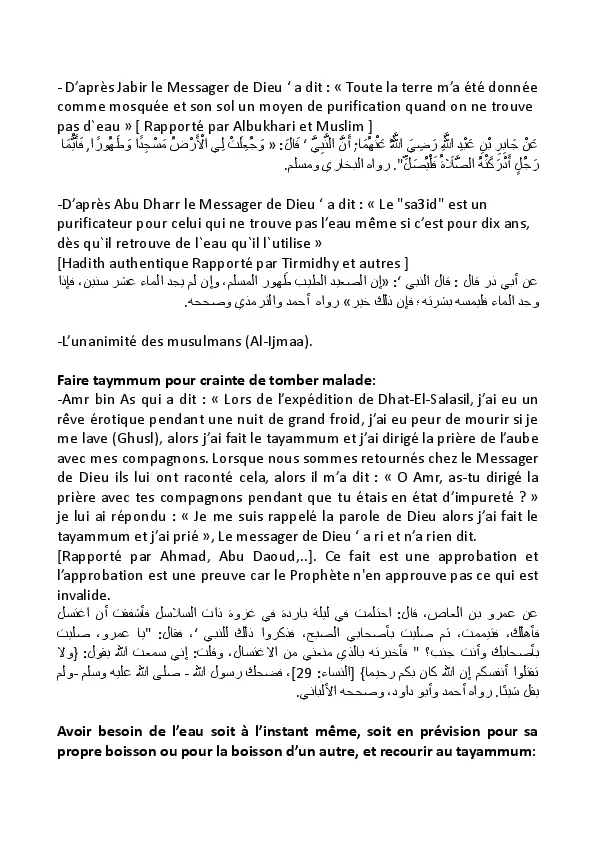 - D’après Jabir le Messager de Dieu ‘ a dit : « Toute la terre m’a été donnée
comme mosquée et son sol un moyen de purification quand on ne trouve
pas d`eau » [ Rapporté par Albukhari et Muslim ]
عَنْ جَابِرِ بْنِ عَبْدِ اللَّهِ رَضِيَ اللَّهُ عَنْهُمَا; أَنَّ النَّبِيَّ ‘ قَالَ: « وَجُعِلَتْ لِي الْأَرْضُ مَسْجِدًا وَطَهُورًا, فَأَيُّمَا
رَجُلٍ أَدْرَكَتْهُ الصَّلَاةُ فَلْيُصَلِّ". رواه البخاري ومسلم.
-D’après Abu Dharr le Messager de Dieu ‘ a dit : « Le "sa3id" est un
purificateur pour celui qui ne trouve pas l’eau même si c’est pour dix ans,
dès qu`il retrouve de l`eau qu`il l`utilise »
[Hadith authentique Rapporté par Tirmidhy et autres ]
عن أبي ذر قال : قال النبي ‘: «إن الصعيد الطيب طهور المسلم، وإن لم يجد الماء عشر سنين، فإذا
وجد الماء فليمسه بشرته ؛ فإن ذلك خير» رواه أحمد والترمذي وصححه.
-L’unanimité des musulmans (Al-Ijmaa).
Faire taymmum pour crainte de tomber malade:
-Amr bin As qui a dit : « Lors de l’expédition de Dhat-El-Salasil, j’ai eu un
rêve érotique pendant une nuit de grand froid, j’ai eu peur de mourir si je
me lave (Ghusl), alors j’ai fait le tayammum et j’ai dirigé la prière de l’aube
avec mes compagnons. Lorsque nous sommes retournés chez le Messager
de Dieu ils lui ont raconté cela, alors il m’a dit : « O Amr, as-tu dirigé la
prière avec tes compagnons pendant que tu étais en état d’impureté ? »
je lui ai répondu : « Je me suis rappelé la parole de Dieu alors j’ai fait le
tayammum et j’ai prié », Le messager de Dieu ‘ a ri et n’a rien dit.
[Rapporté par Ahmad, Abu Daoud,..]. Ce fait est une approbation et
l’approbation est une preuve car le Prophète n'en approuve pas ce qui est
invalide.
عن عمرو بن العاص، قال: احتلمت في ليلة باردة في غزوة ذات السلاسل فأشفقت أن اغتسل
فأهلك، فتيممت، ثم صليت بأصحابي الصبح، فذكروا ذلك للنبي ‘، فقال: "يا عمرو، صليت
بأصحابك وأنت جنب؟ " فأخبرته بالذي منعني من الاغتسال، وقلت: إني سمعت الله يقول: {ولا
تقتلوا أنفسكم إن الله كان بكم رحيما} [النساء: 29]، فضحك رسول الله - صلى الله عليه وسلم -ولم
يقل شيئا. رواه أحمد وأبو داود، وصححه الألباني.
Avoir besoin de l’eau soit à l’instant même, soit en prévision pour sa
propre boisson ou pour la boisson d’un autre, et recourir au tayammum: